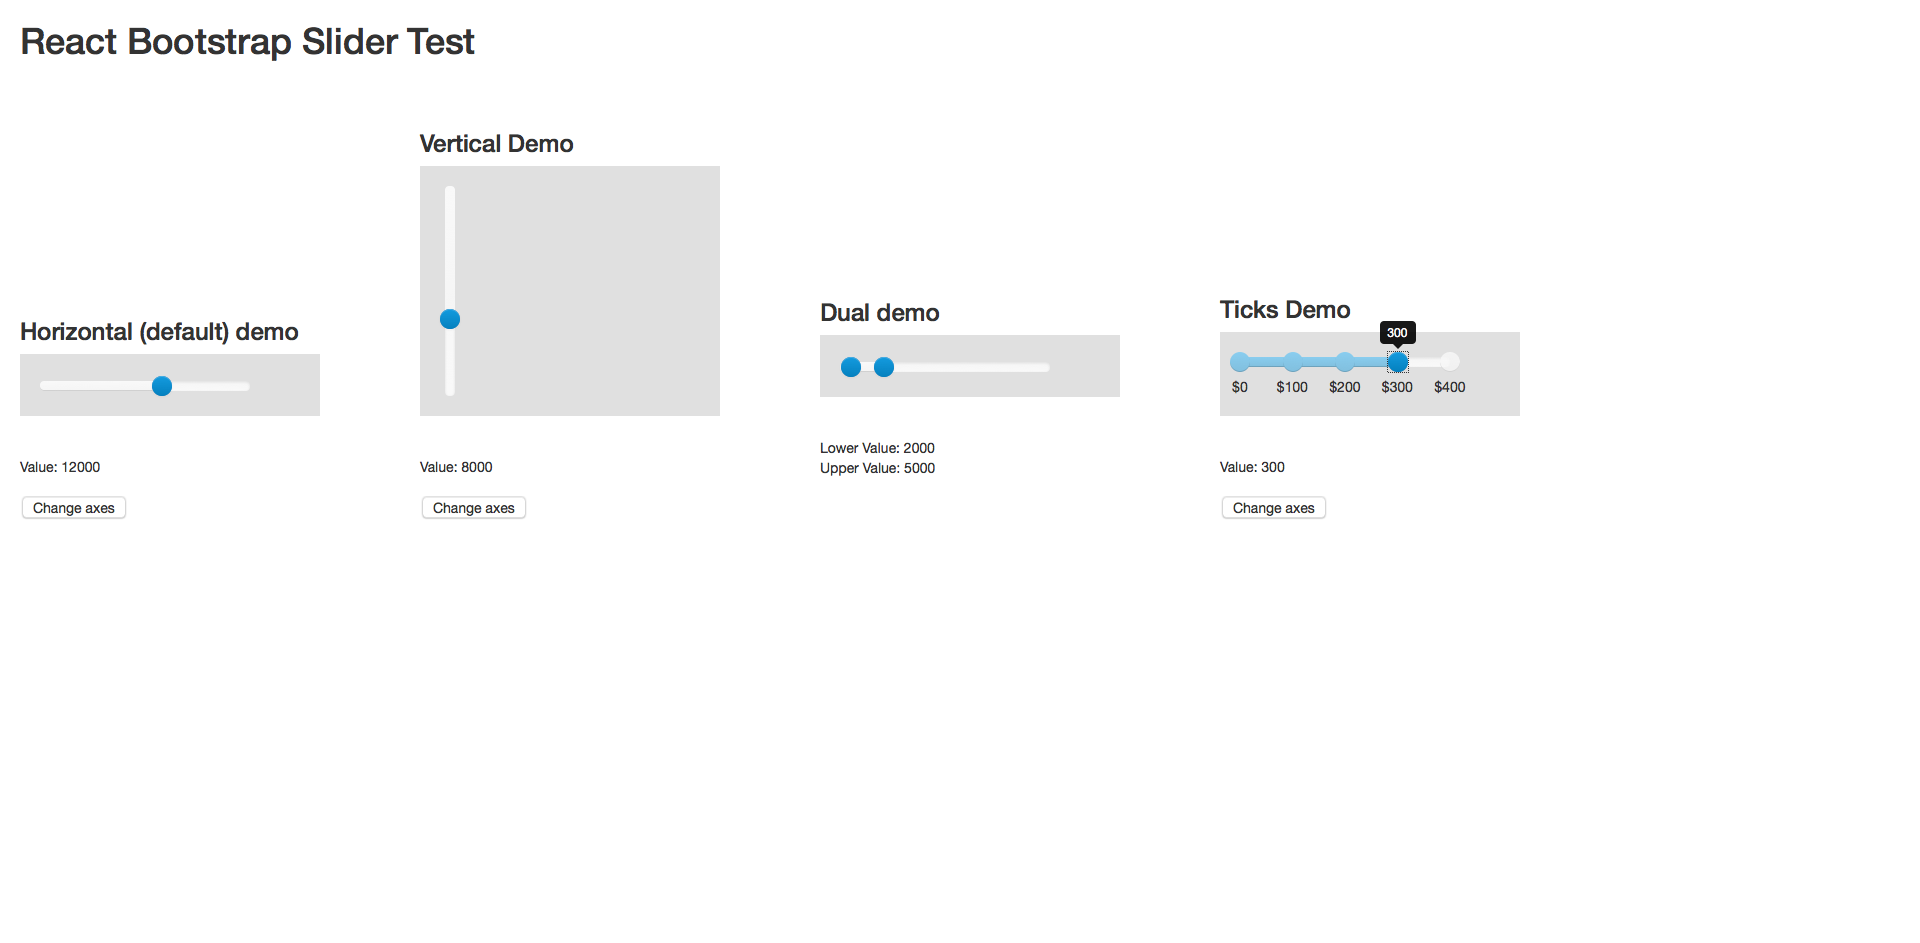 React Bootstrap Slider Test
Horizontal (default) demo
Value: 12000
Change axes
Vertical Demo
Value: 8000
Change axes
Dual demo
Lower Value: 2000
Upper Value: 5000
Ticks Demo
300
$0 $100 $200 $300 $400
Value: 300
Change axes